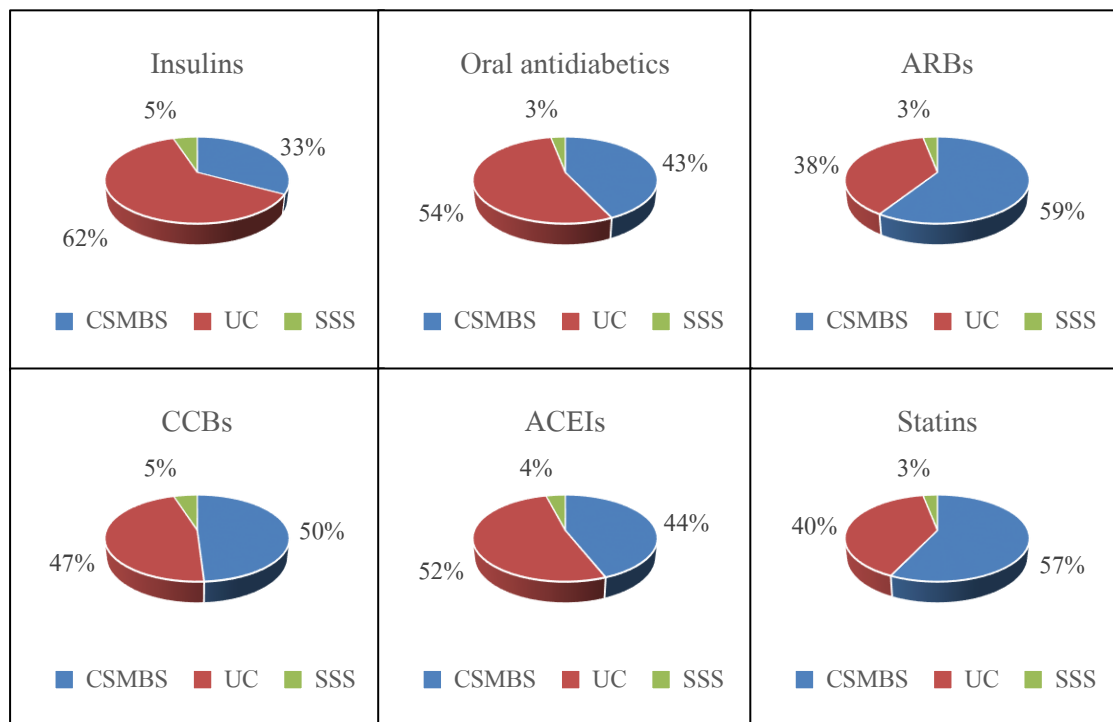 Insulins
5%
33%
62%
CSMBS UC SSS
Oral antidiabetics
3%
43%
54%
CSMBS UC SSS
ARBs
3%
38%
59%
CSMBS UC SSS
CCBs
5%
50%
47%
CSMBS UC SSS
ACEIs
4%
44%
52%
CSMBS UC SSS
Statins
3%
40%
57%
CSMBS UC SSS